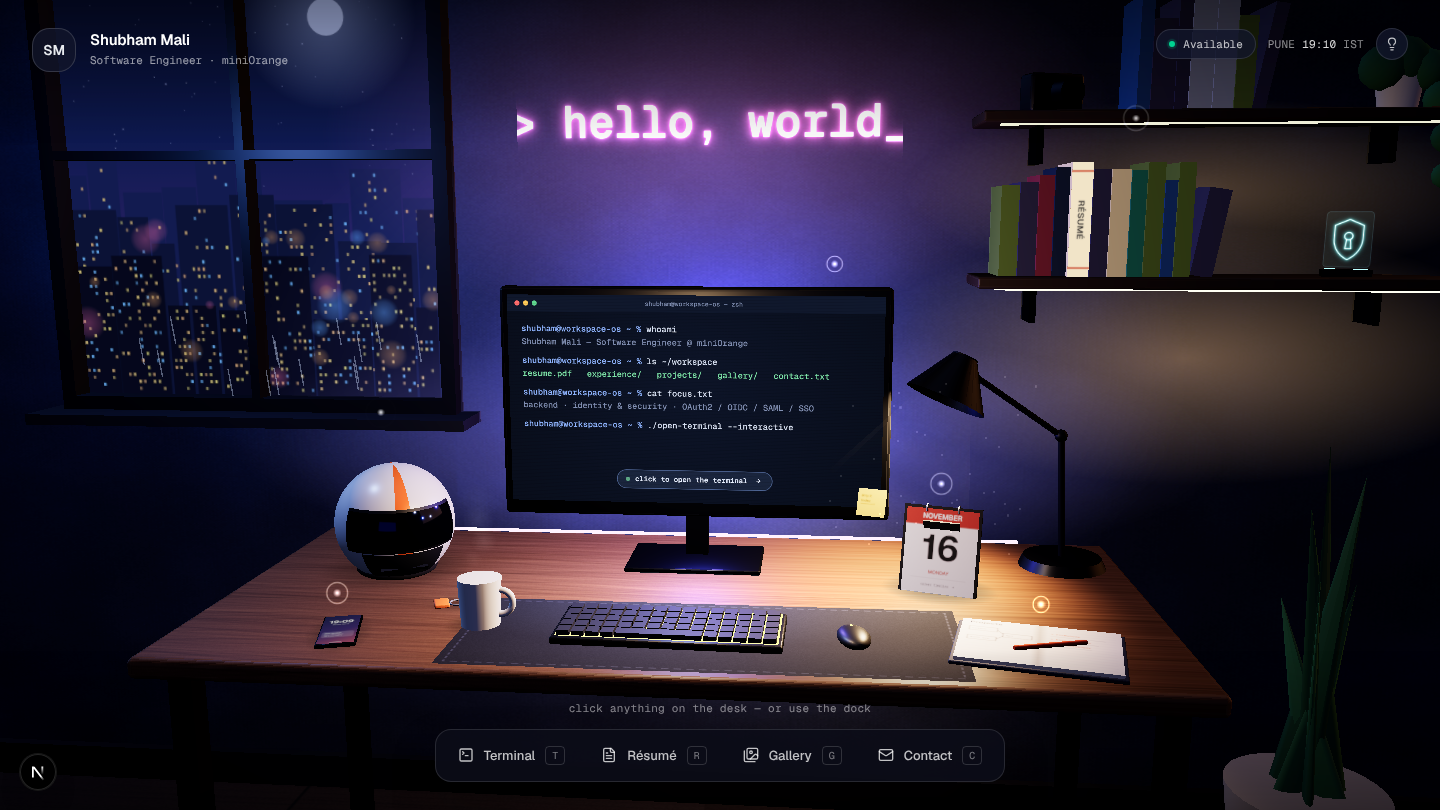 SM
Shubham Mali
Software Engineer · miniOrange
Available
PUNE 19:10 IST
> hello, world_
RÉSUMÉ
shubham@workspace-os — zsh
shubham@workspace-os ~ % whoami
Shubham Mali — Software Engineer @ miniOrange
shubham@workspace-os ~ % ls ~/workspace
resume.pdf experience/ projects/ gallery/ contact.txt
shubham@workspace-os ~ % cat focus.txt
backend · identity & security · OAuth2 / OIDC / SAML / SSO
shubham@workspace-os ~ % ./open-terminal --interactive
click to open the terminal →
NOVEMBER
16
MONDAY
click anything on the desk — or use the dock
Terminal T
Résumé R
Gallery G
Contact C
N